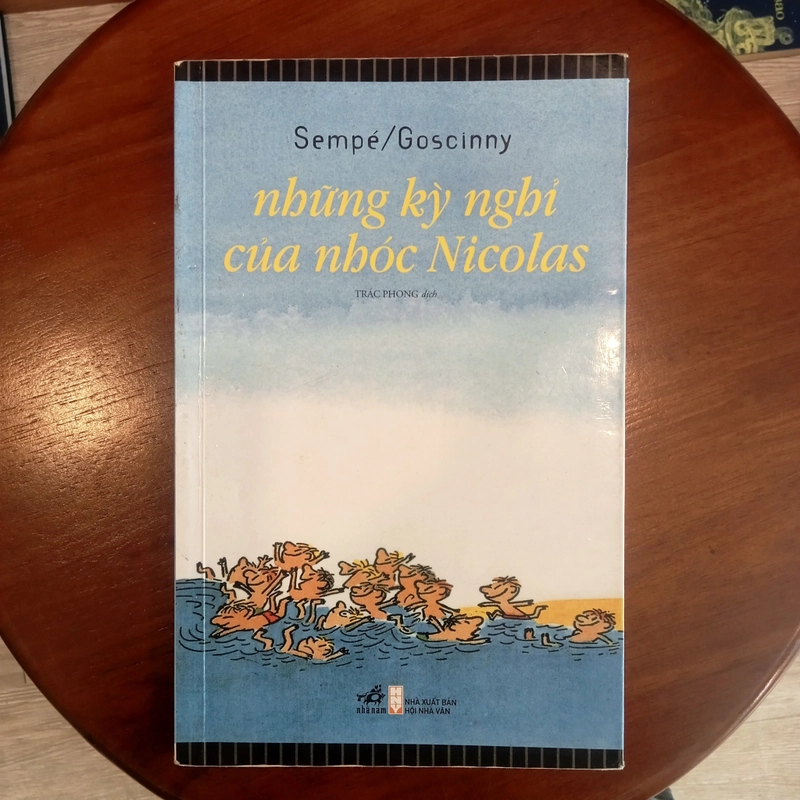 Sempé/Goscinny
những kỳ nghỉ
của nhóc Nicolas
TRÁC PHONG dịch
nhã nam
NHÀ XUẤT BẢN
HỘI NHÀ VĂN